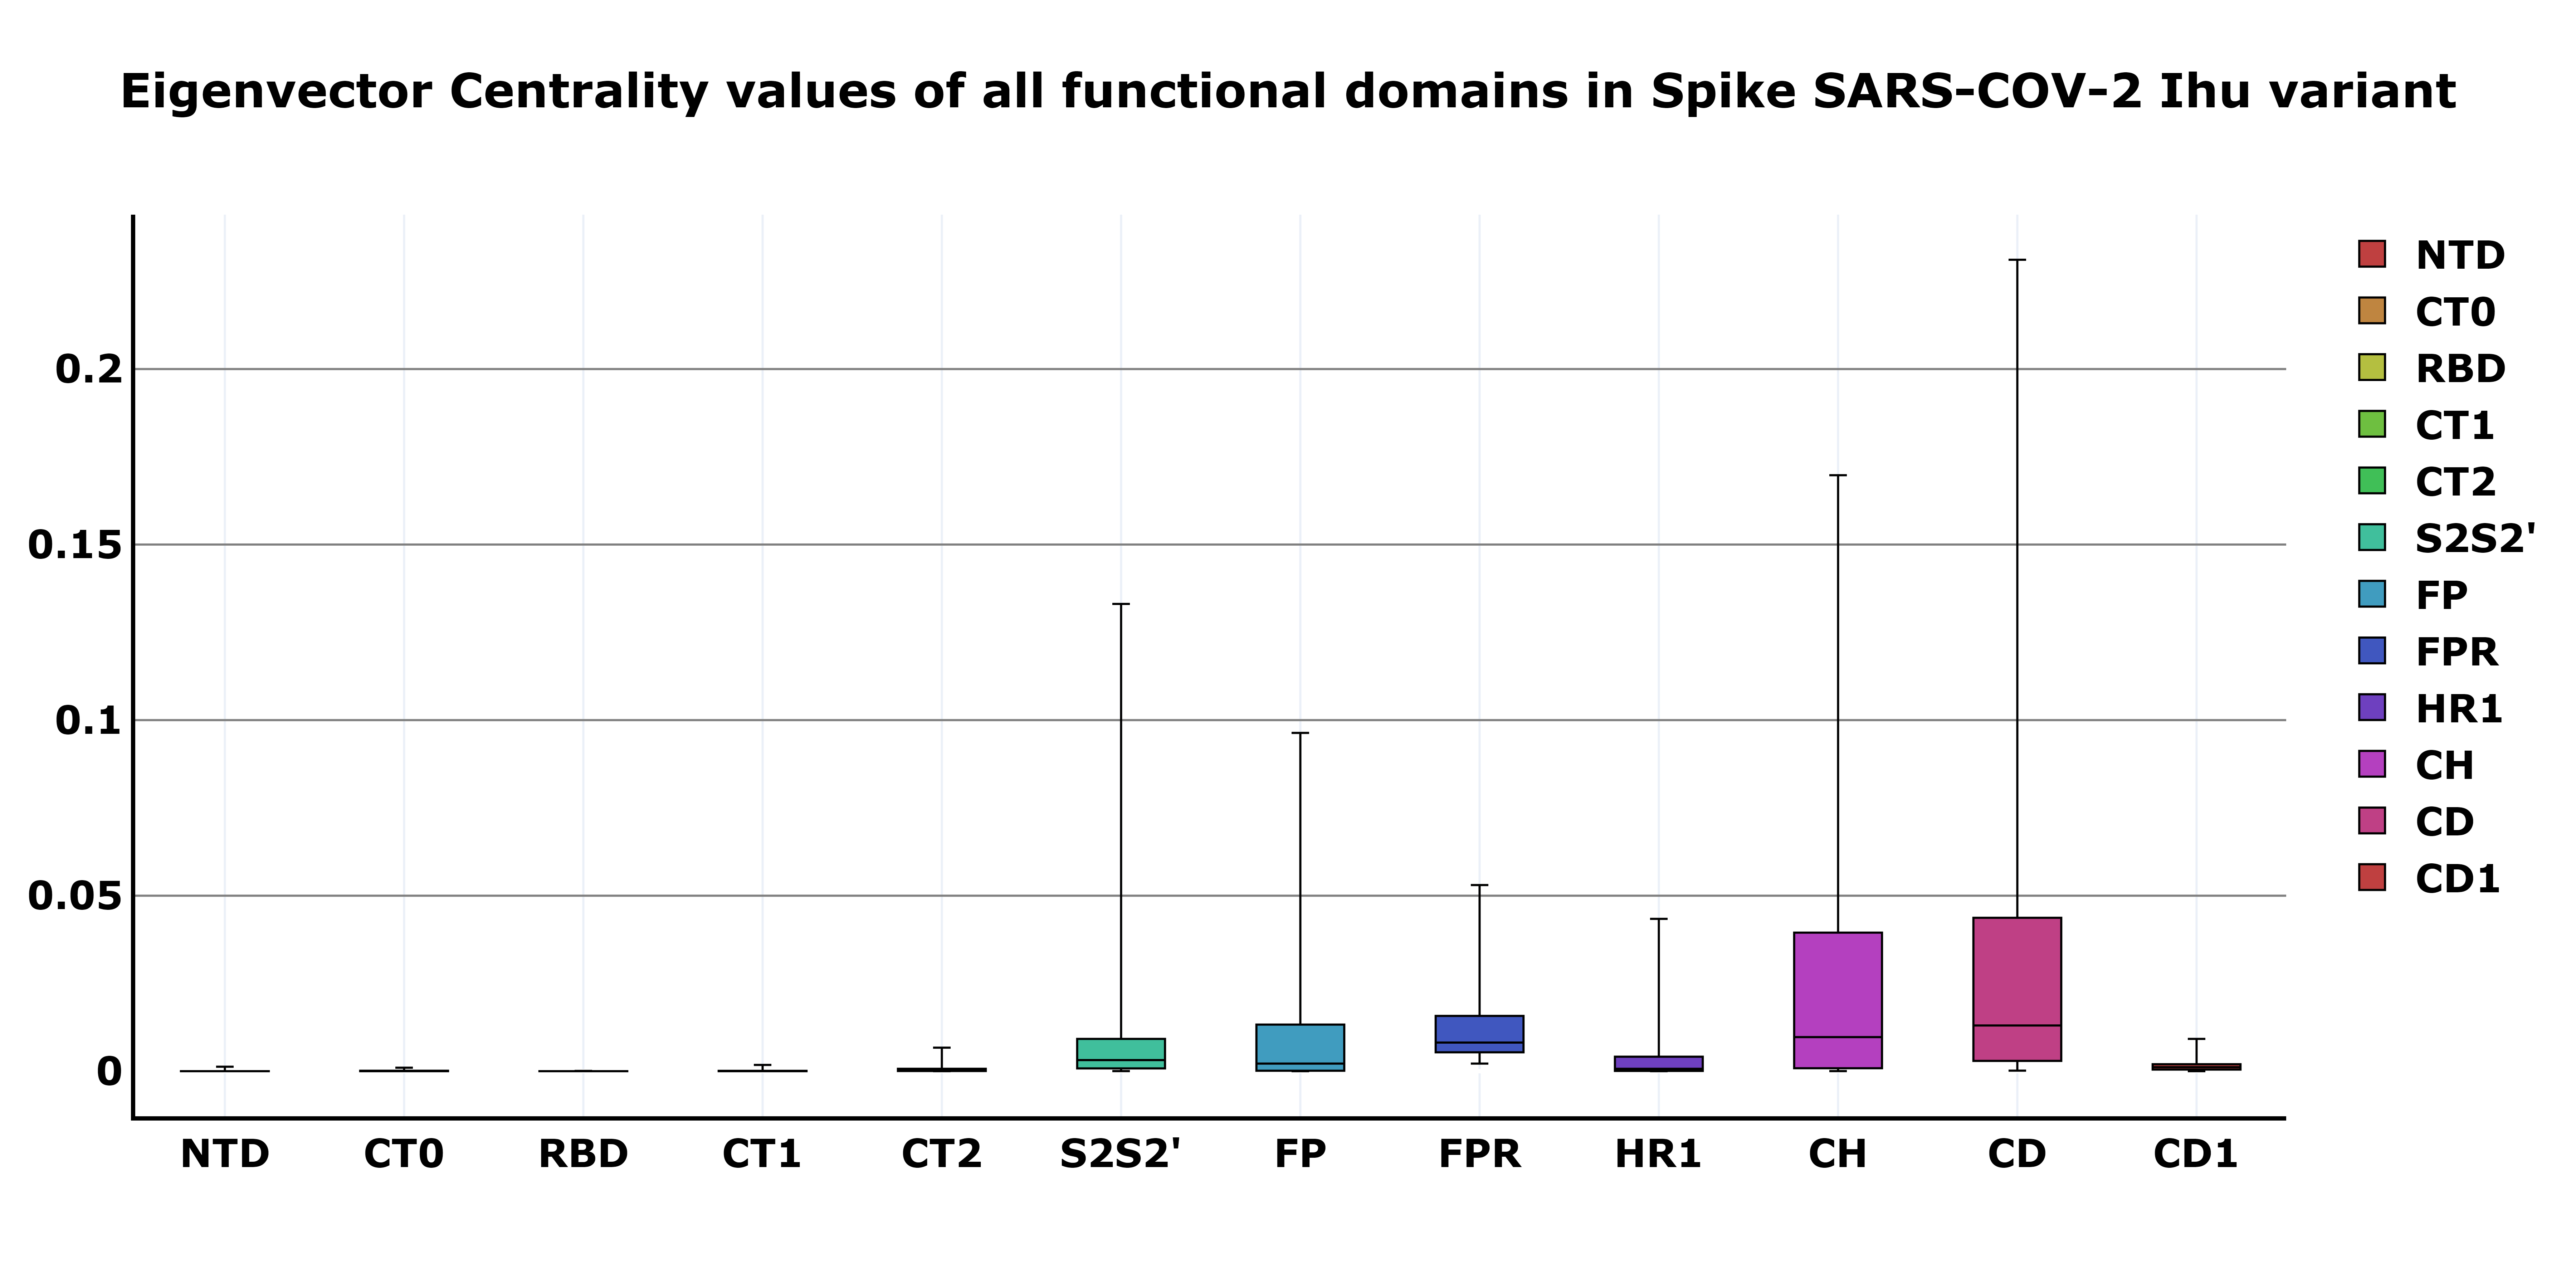 Eigenvector Centrality values of all functional domains in Spike SARS-COV-2 Ihu variant
0.2
0.15
0.1
0.05
0
NTD CT0 RBD CT1 CT2 S2S2' FP FPR HR1 CH CD CD1
NTD
CT0
RBD
CT1
CT2
S2S2'
FP
FPR
HR1
CH
CD
CD1